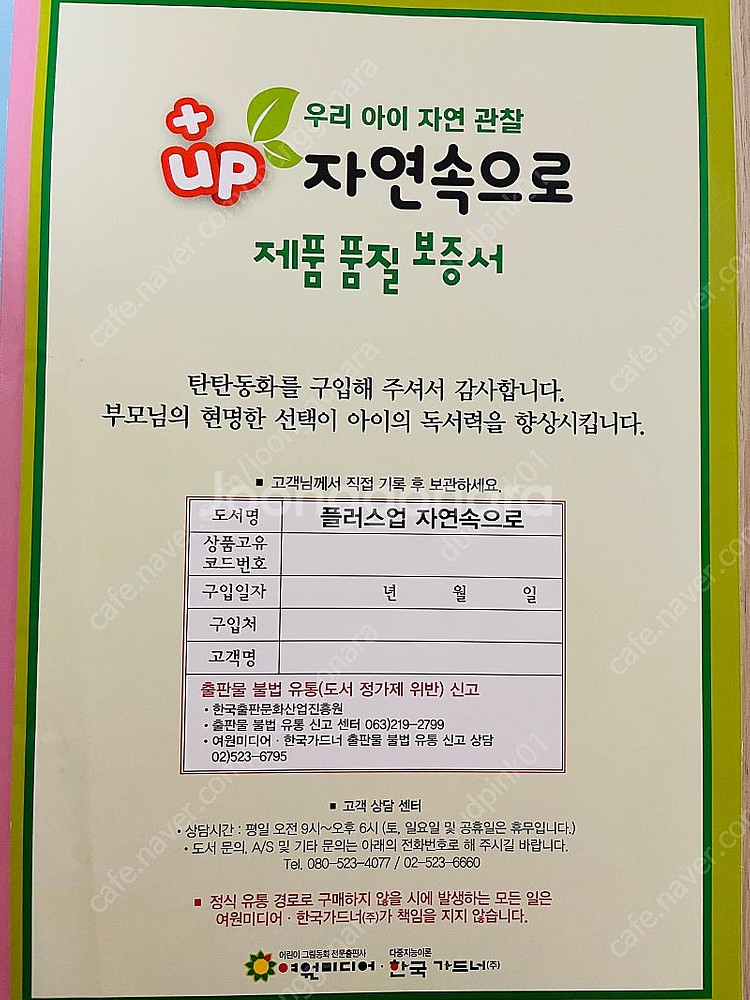 우리 아이 자연 관찰
+
up 자연속으로
제품 품질 보증서
탄탄동화를 구입해 주셔서 감사합니다.
부모님의 현명한 선택이 아이의 독서력을 향상시킵니다.
■ 고객님께서 직접 기록 후 보관하세요.
도서명 플러스업 자연속으로
상품고유
코드번호
구입일자 년 월 일
구입처
고객명
출판물 불법 유통(도서 정가제 위반) 신고
• 한국출판문화산업진흥원
• 출판물 불법 유통 신고 센터 063)219-2799
• 여원미디어 · 한국가드너 출판물 불법 유통 신고 상담
02)523-6795
■ 고객 상담 센터
• 상담시간 : 평일 오전 9시~오후 6시 (토, 일요일 및 공휴일은 휴무입니다.)
• 도서 문의, A/S 및 기타 문의는 아래의 전화번호로 해 주시길 바랍니다.
Tel. 080-523-4077 / 02-523-6660
■ 정식 유통 경로로 구매하지 않을 시에 발생하는 모든 일은
여원미디어 · 한국가드너(주)가 책임을 지지 않습니다.
어린이 그림동화 전문출판사 다중지능이론
여원미디어 · 한국 가드너(주)
Joonggonara
cafe.naver.com/joonggonara
dudpink01